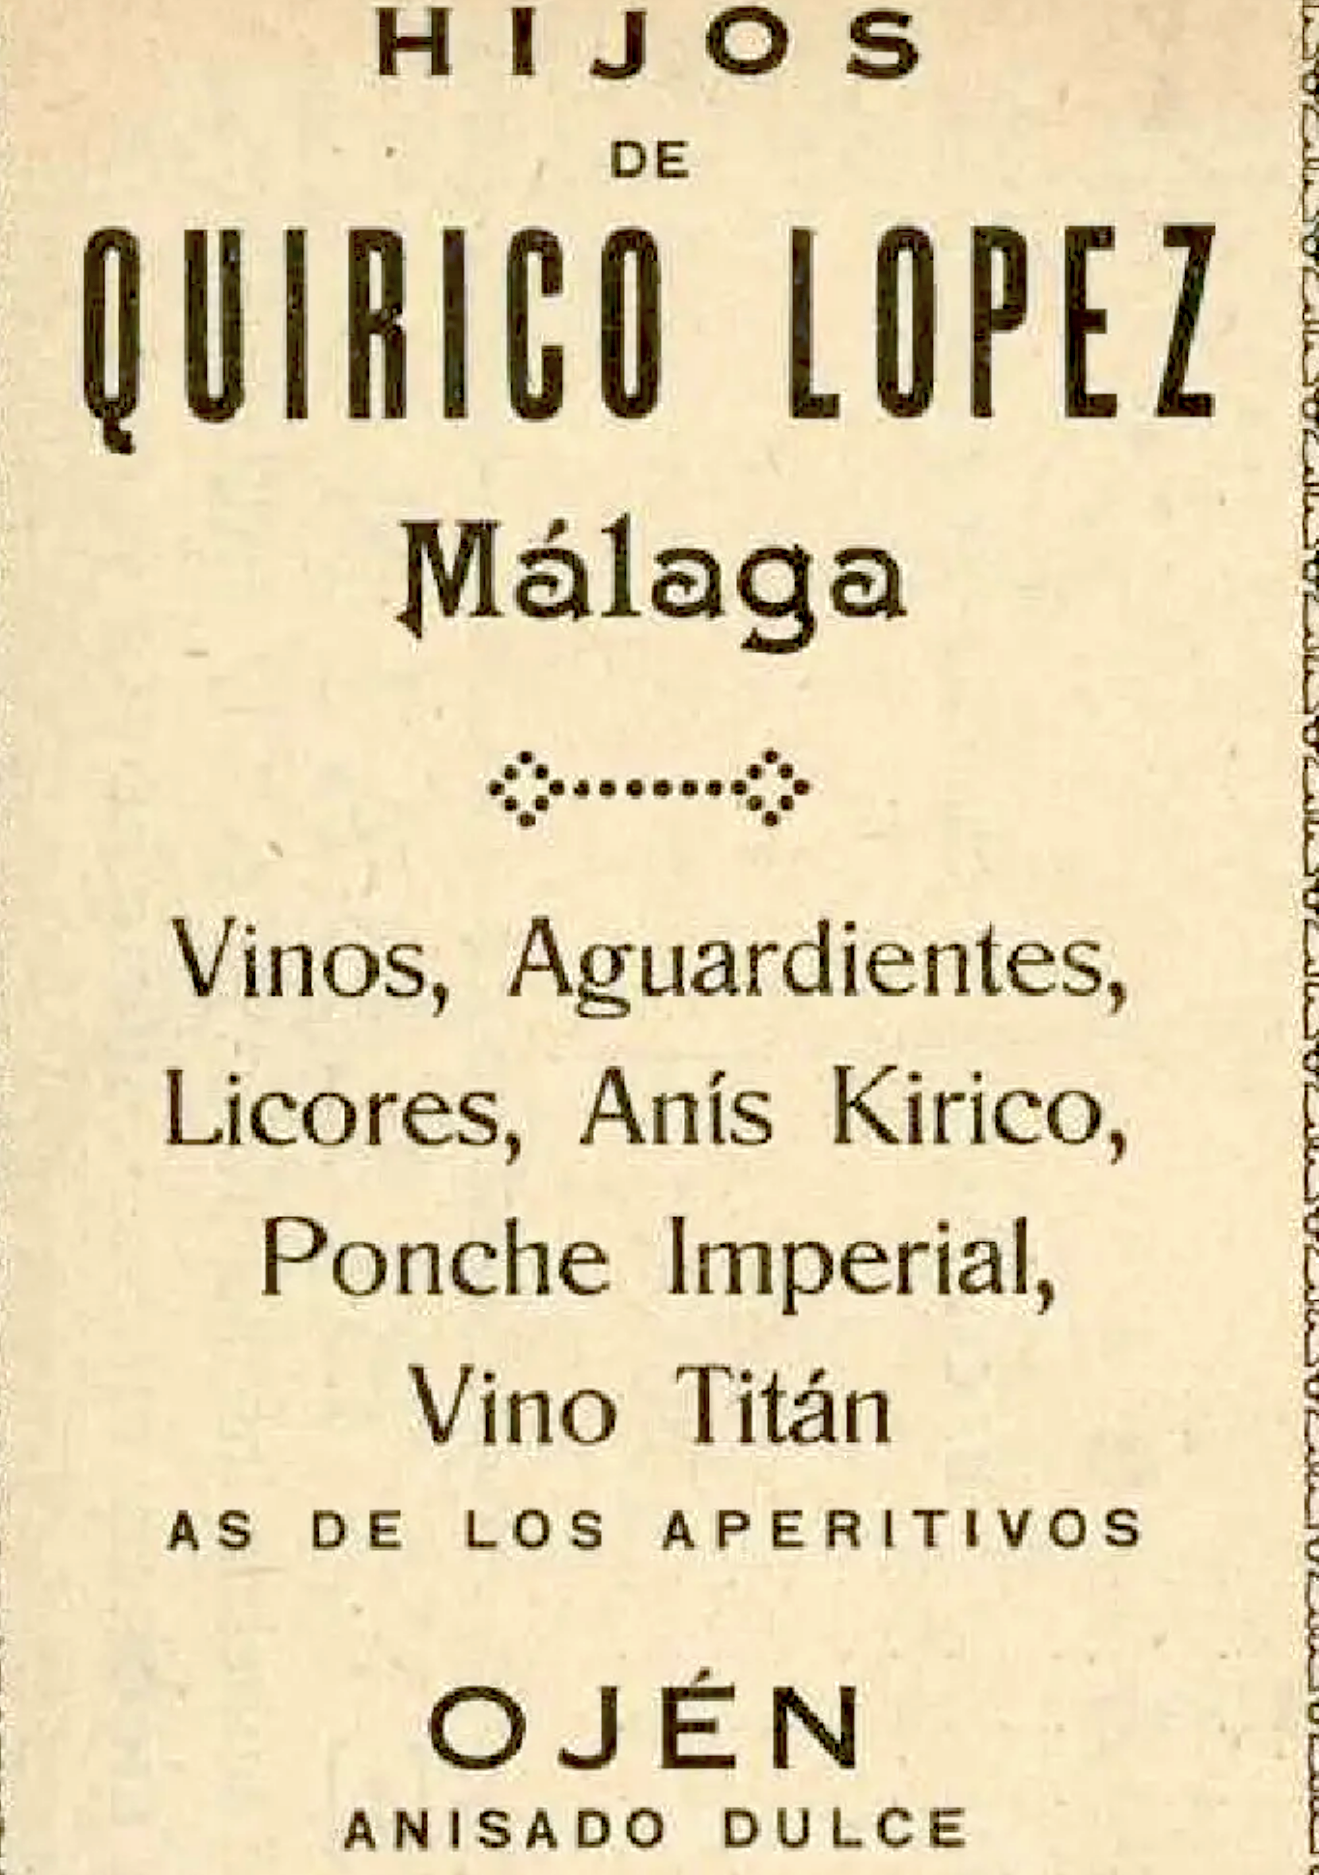 HIJOS
DE
QUIRICO LOPEZ
Málaga
Vinos, Aguardientes,
Licores, Anís Kirico,
Ponche Imperial,
Vino Titán
AS DE LOS APERITIVOS
OJÉN
ANISADO DULCE